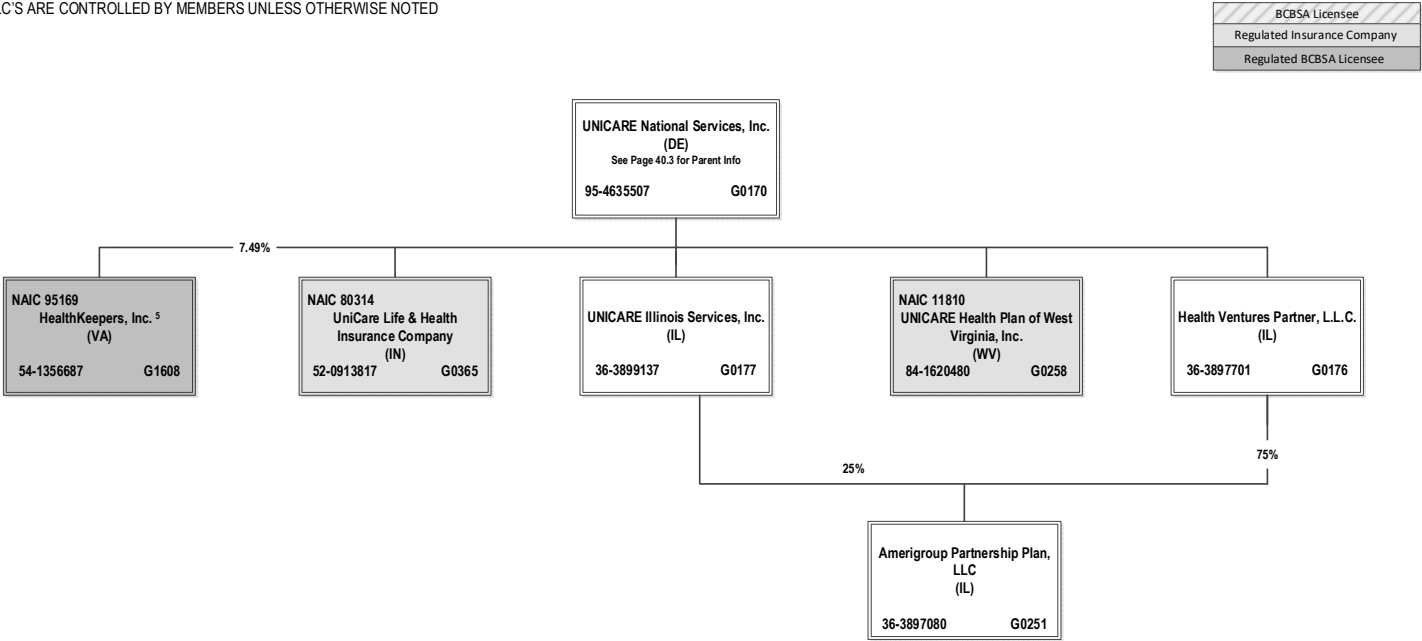 LC'S ARE CONTROLLED BY MEMBERS UNLESS OTHERWISE NOTED
BCBSA Licensee
Regulated Insurance Company
Regulated BCBSA Licensee
UNICARE National Services, Inc.
(DE)
See Page 40.3 for Parent Info
95-4635507 G0170
7.49%
NAIC 95169
HealthKeepers, Inc. 5
(VA)
54-1356687 G1608
NAIC 80314
UniCare Life & Health
Insurance Company
(IN)
52-0913817 G0365
UNICARE Illinois Services, Inc.
(IL)
36-3899137 G0177
NAIC 11810
UNICARE Health Plan of West
Virginia, Inc.
(WV)
84-1620480 G0258
Health Ventures Partner, L.L.C.
(IL)
36-3897701 G0176
25%
75%
Amerigroup Partnership Plan,
LLC
(IL)
36-3897080 G0251